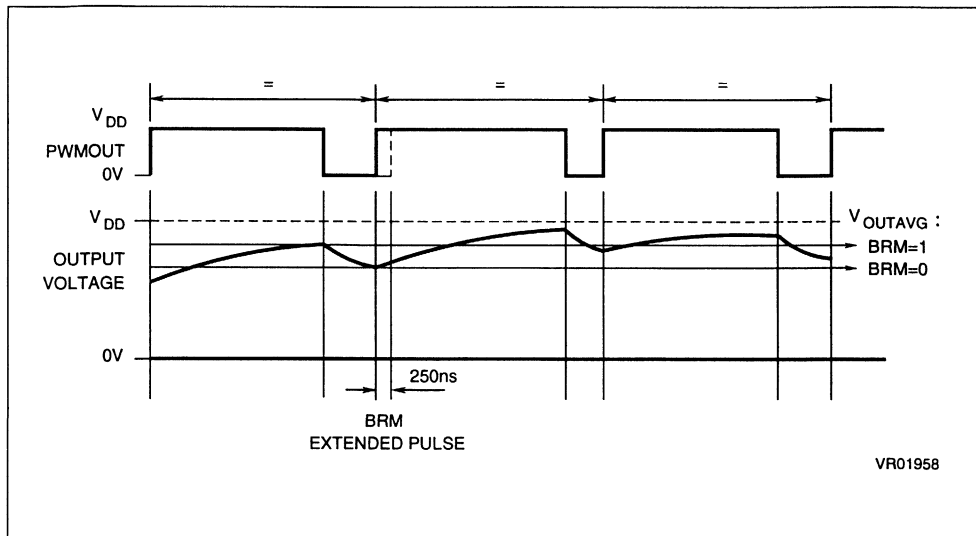 = = =
V DD
PWMOUT
0V
V DD
V OUTAVG :
BRM=1
OUTPUT
BRM=0
VOLTAGE
0V
250ns
BRM
EXTENDED PULSE
VR01958